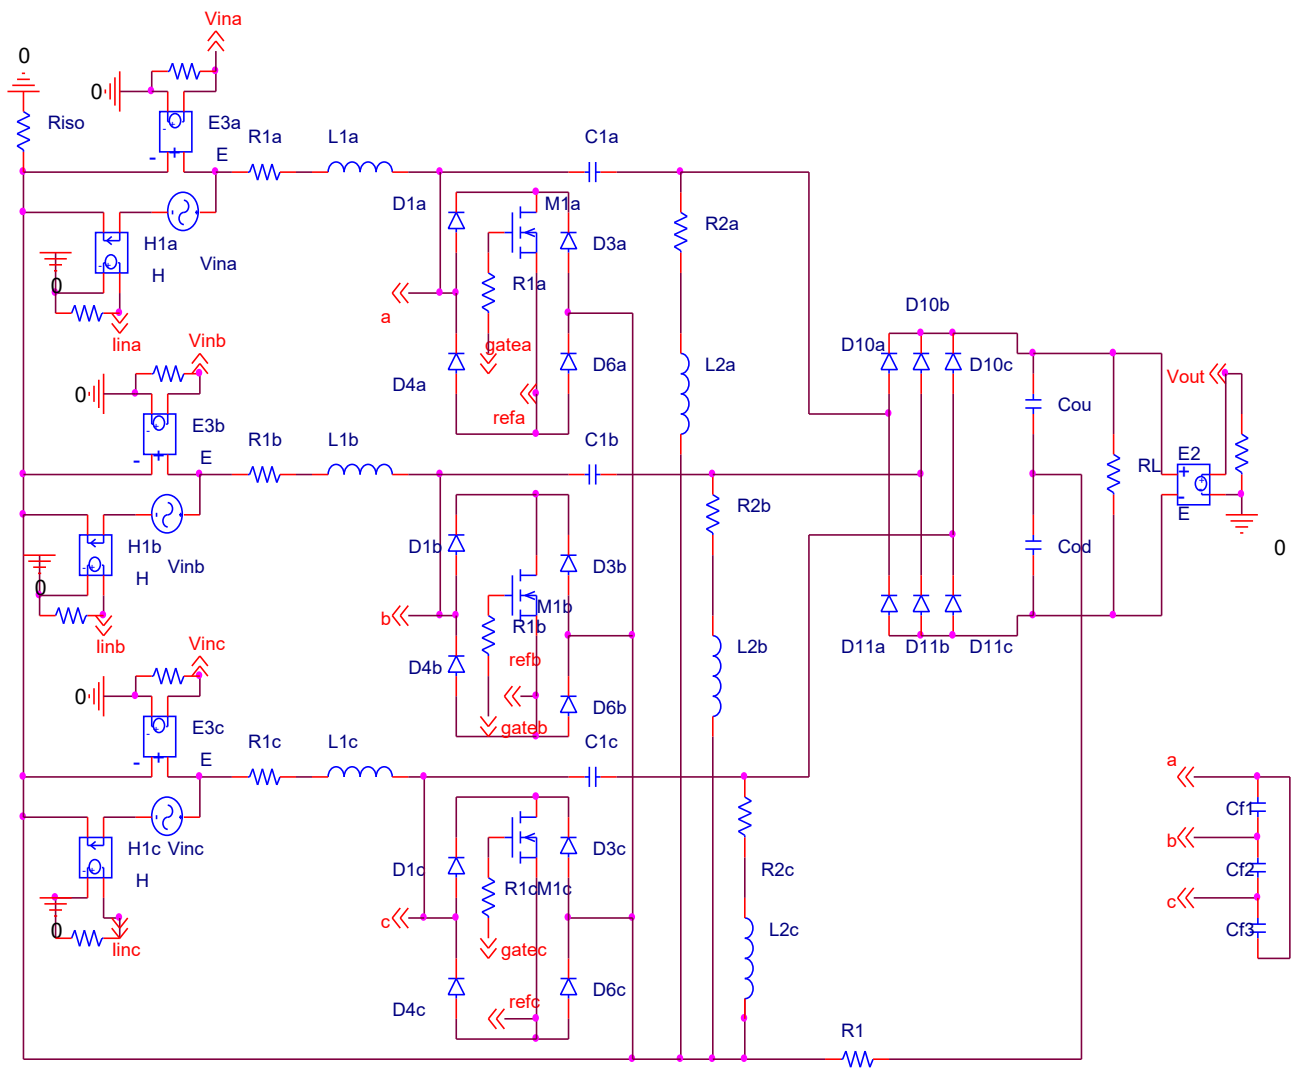 Vina
0
0
Riso
E3a
E
R1a
L1a
C1a
D1a
M1a
R2a
D3a
H1a
H
Vina
0
R1a
a
Iina
gatea
D10b
D10a
D10c
Vinb
L2a
D4a
D6a
Vout
0
refa
Cou
E3b
E
R1b
L1b
C1b
RL
E2
E
R2b
D1b
H1b
H
Vinb
D3b
Cod
0
0
M1b
b
R1b
Iinb
Vinc
refb
D4b
L2b
D11a
D11b
D11c
0
D6b
gateb
E3c
E
R1c
L1c
C1c
a
Cf1
H1c
Vinc
H
D1c
D3c
b
R2c
Cf2
R1c
M1c
c
c
0
Iinc
gatec
L2c
Cf3
D4c
refc
D6c
R1